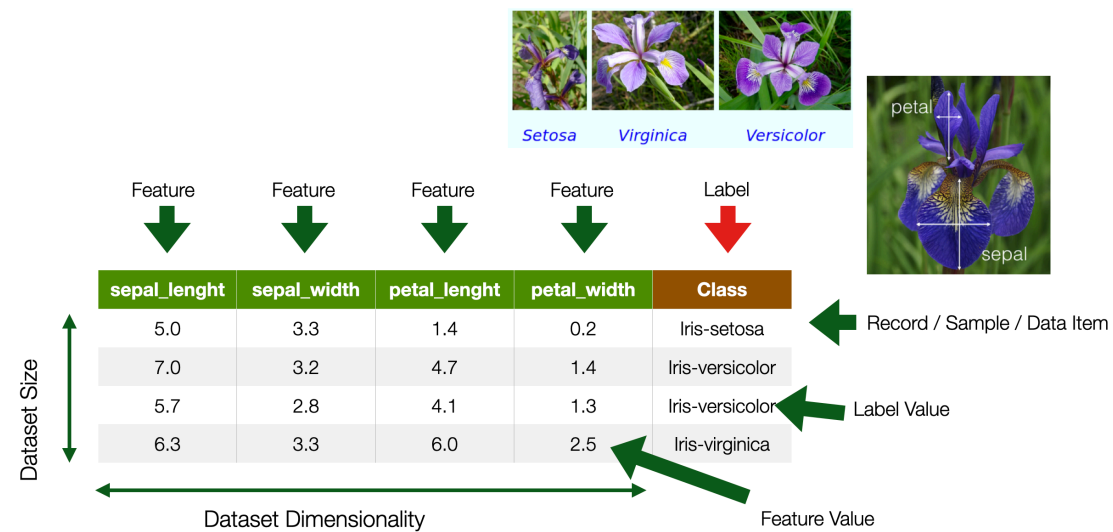 Setosa Virginica Versicolor
petal
sepal
Feature Feature Feature Feature Label
sepal_lenght sepal_width petal_lenght petal_width Class
5.0 3.3 1.4 0.2 Iris-setosa
7.0 3.2 4.7 1.4 Iris-versicolor
5.7 2.8 4.1 1.3 Iris-versicolor
6.3 3.3 6.0 2.5 Iris-virginica
Record / Sample / Data Item
Label Value
Feature Value
Dataset Size
Dataset Dimensionality